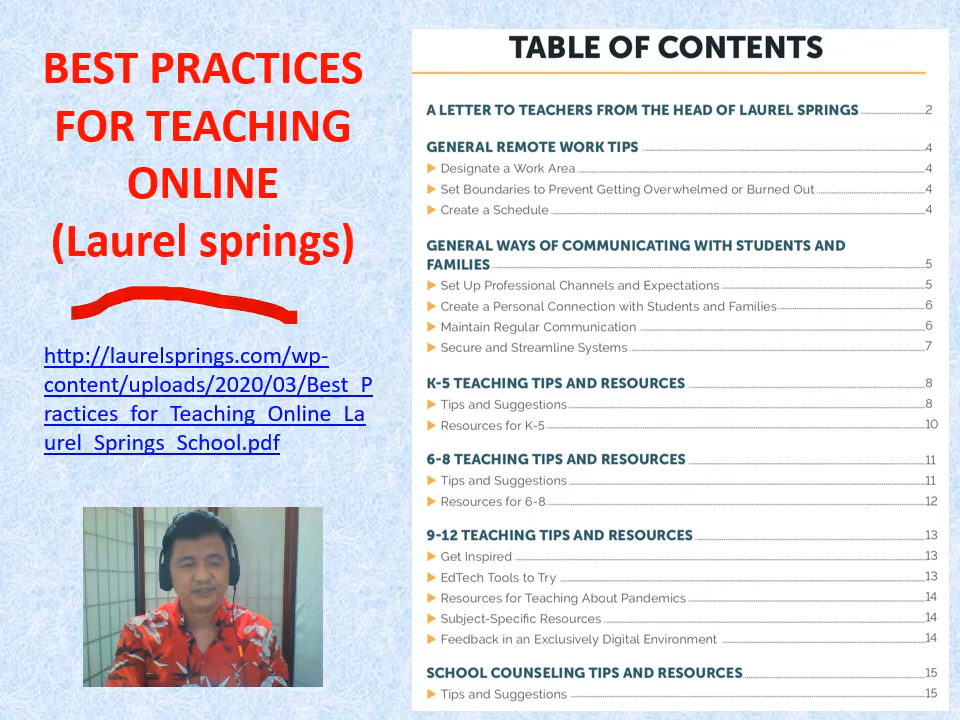 BEST PRACTICES
FOR TEACHING
ONLINE
(Laurel springs)
http://laurelsprings.com/wp-
content/uploads/2020/03/Best_P
ractices_for_Teaching_Online_La
urel_Springs_School.pdf
TABLE OF CONTENTS
A LETTER TO TEACHERS FROM THE HEAD OF LAUREL SPRINGS 2
GENERAL REMOTE WORK TIPS 4
Designate a Work Area 4
Set Boundaries to Prevent Getting Overwhelmed or Burned Out 4
Create a Schedule 4
GENERAL WAYS OF COMMUNICATING WITH STUDENTS AND
FAMILIES 5
Set Up Professional Channels and Expectations 5
Create a Personal Connection with Students and Families 6
Maintain Regular Communication 6
Secure and Streamline Systems 7
K-5 TEACHING TIPS AND RESOURCES 8
Tips and Suggestions 8
Resources for K-5 10
6-8 TEACHING TIPS AND RESOURCES 11
Tips and Suggestions 11
Resources for 6-8 12
9-12 TEACHING TIPS AND RESOURCES 13
Get Inspired 13
EdTech Tools to Try 13
Resources for Teaching About Pandemics 14
Subject-Specific Resources 14
Feedback in an Exclusively Digital Environment 14
SCHOOL COUNSELING TIPS AND RESOURCES 15
Tips and Suggestions 15